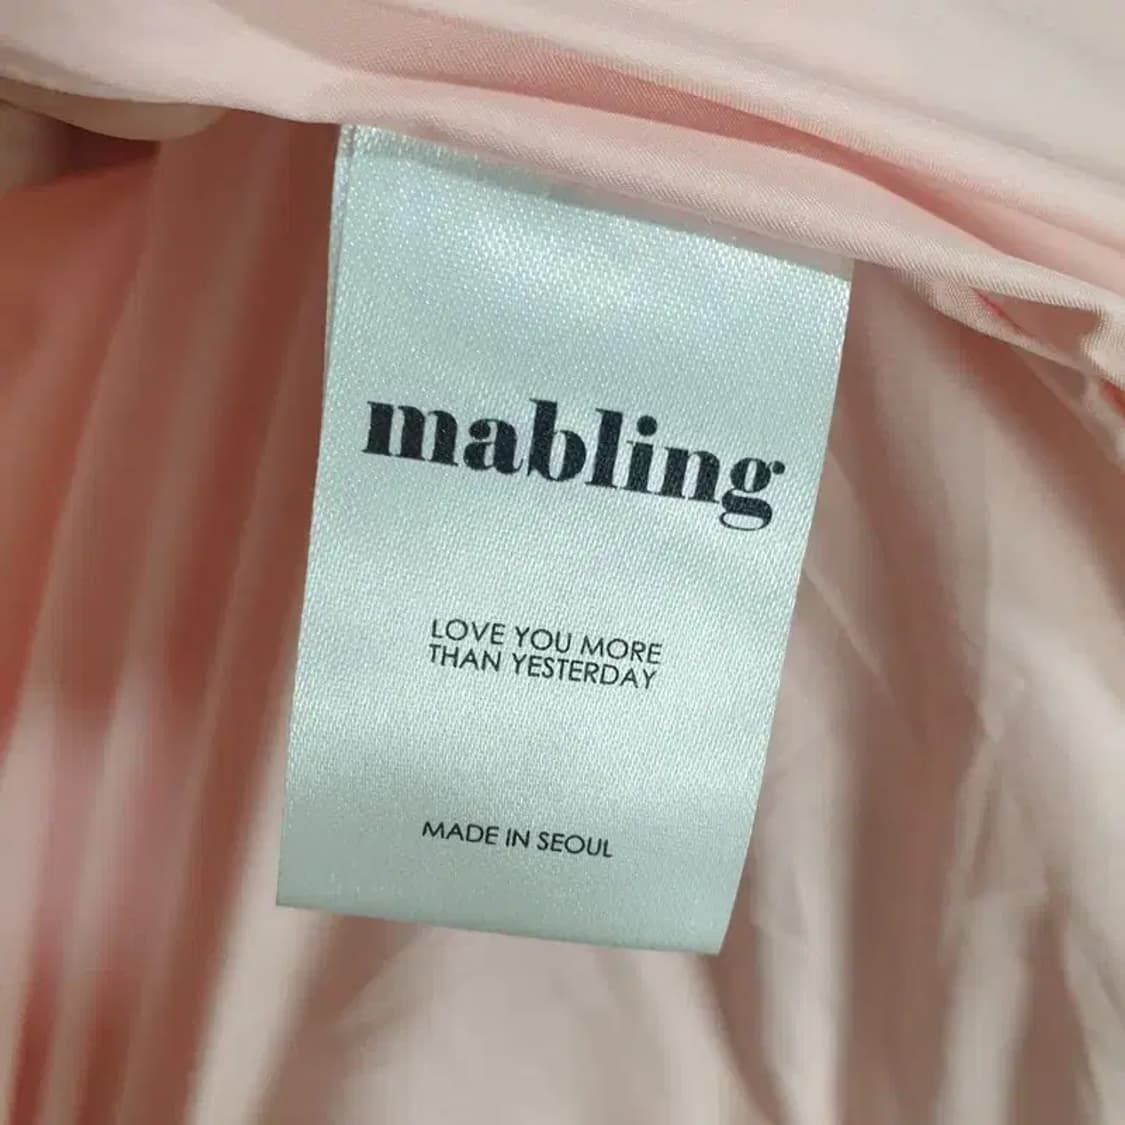 mabling
LOVE YOU MORE
THAN YESTERDAY
MADE IN SEOUL